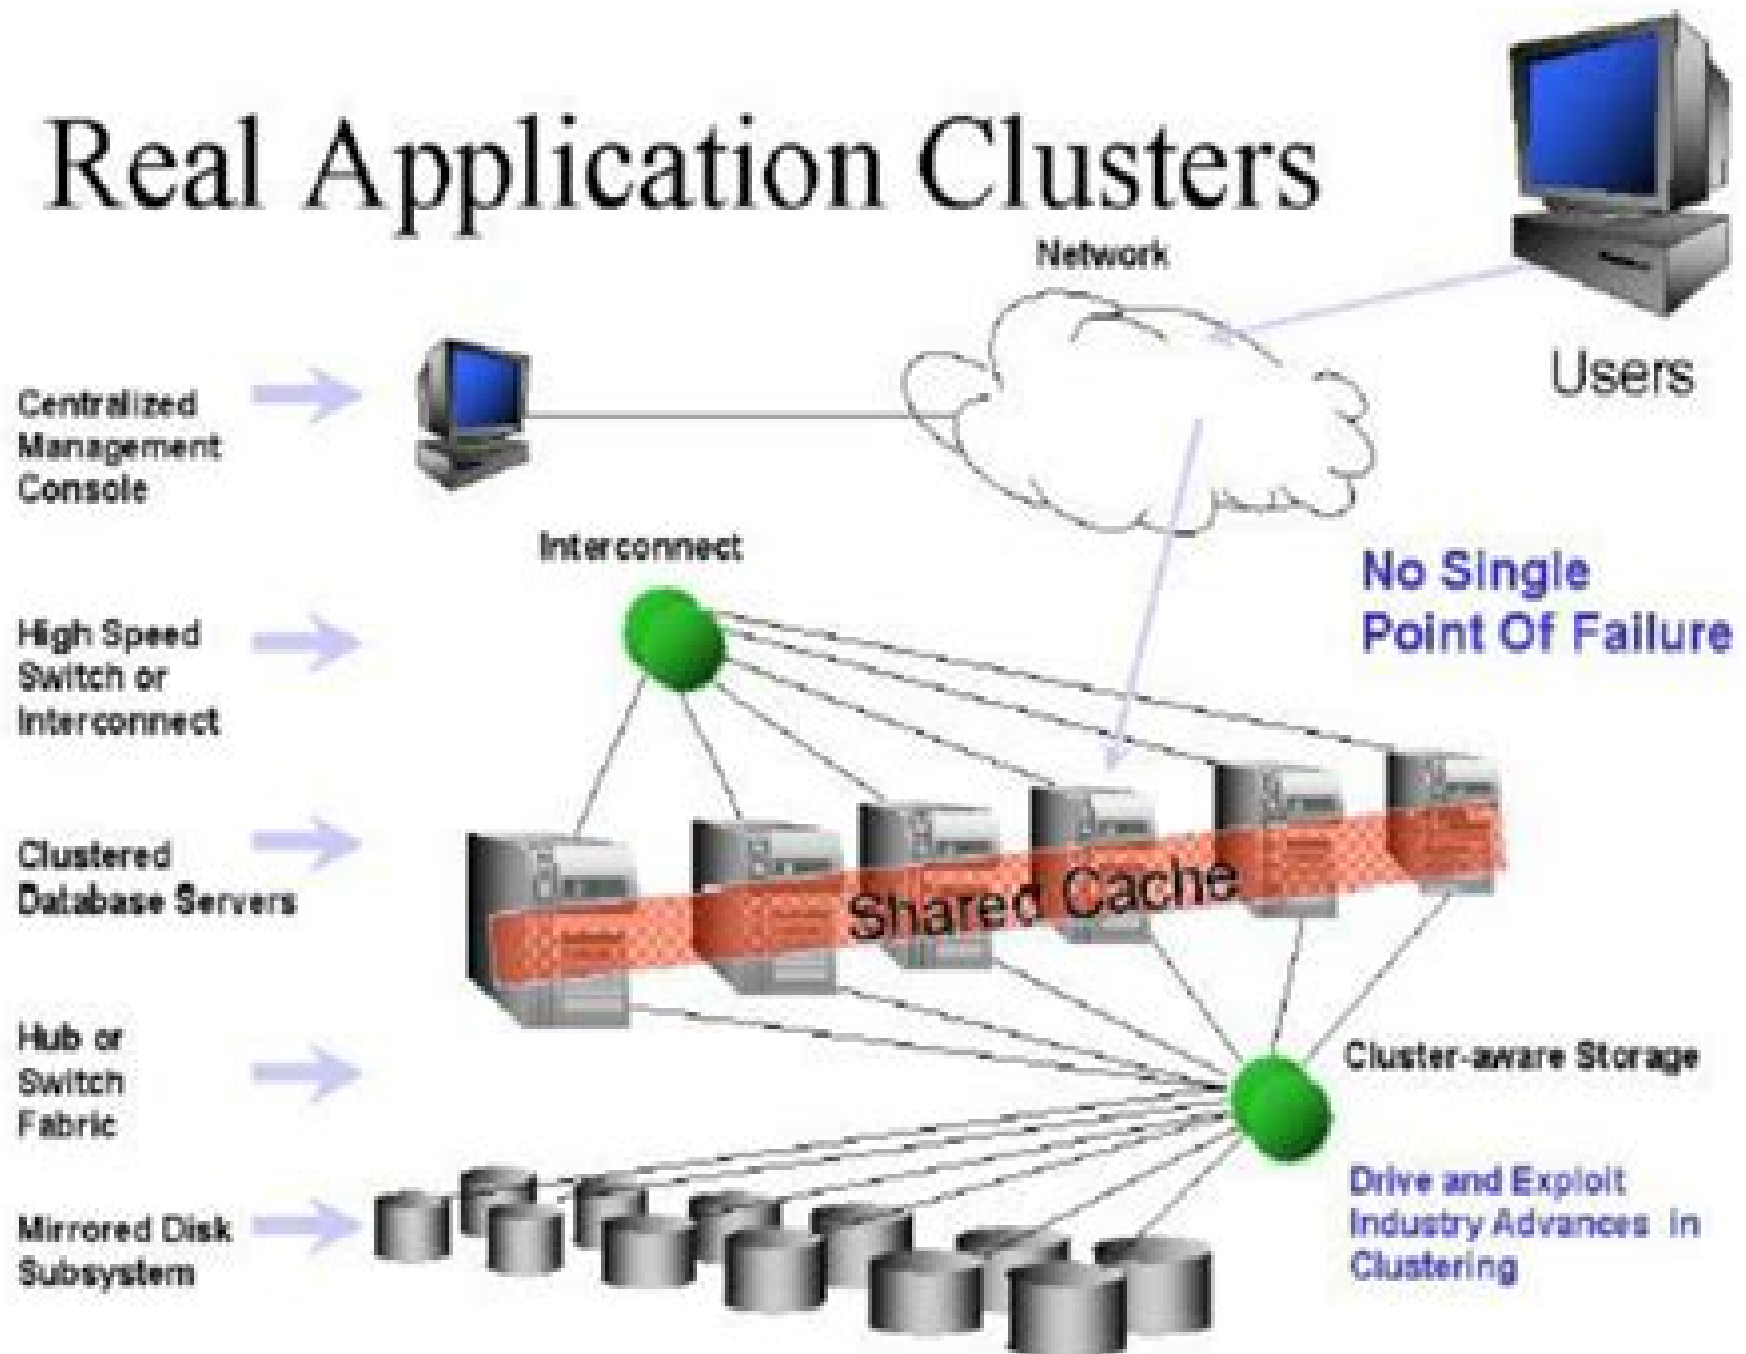 Real Application Clusters
Network
Users
Centralized
Management
Console
Interconnect
No Single
Point Of Failure
High Speed
Switch or
Interconnect
Clustered
Database Servers
Shared Cache
Hub or
Switch
Fabric
Cluster-aware Storage
Mirrored Disk
Subsystem
Drive and Exploit
Industry Advances in
Clustering